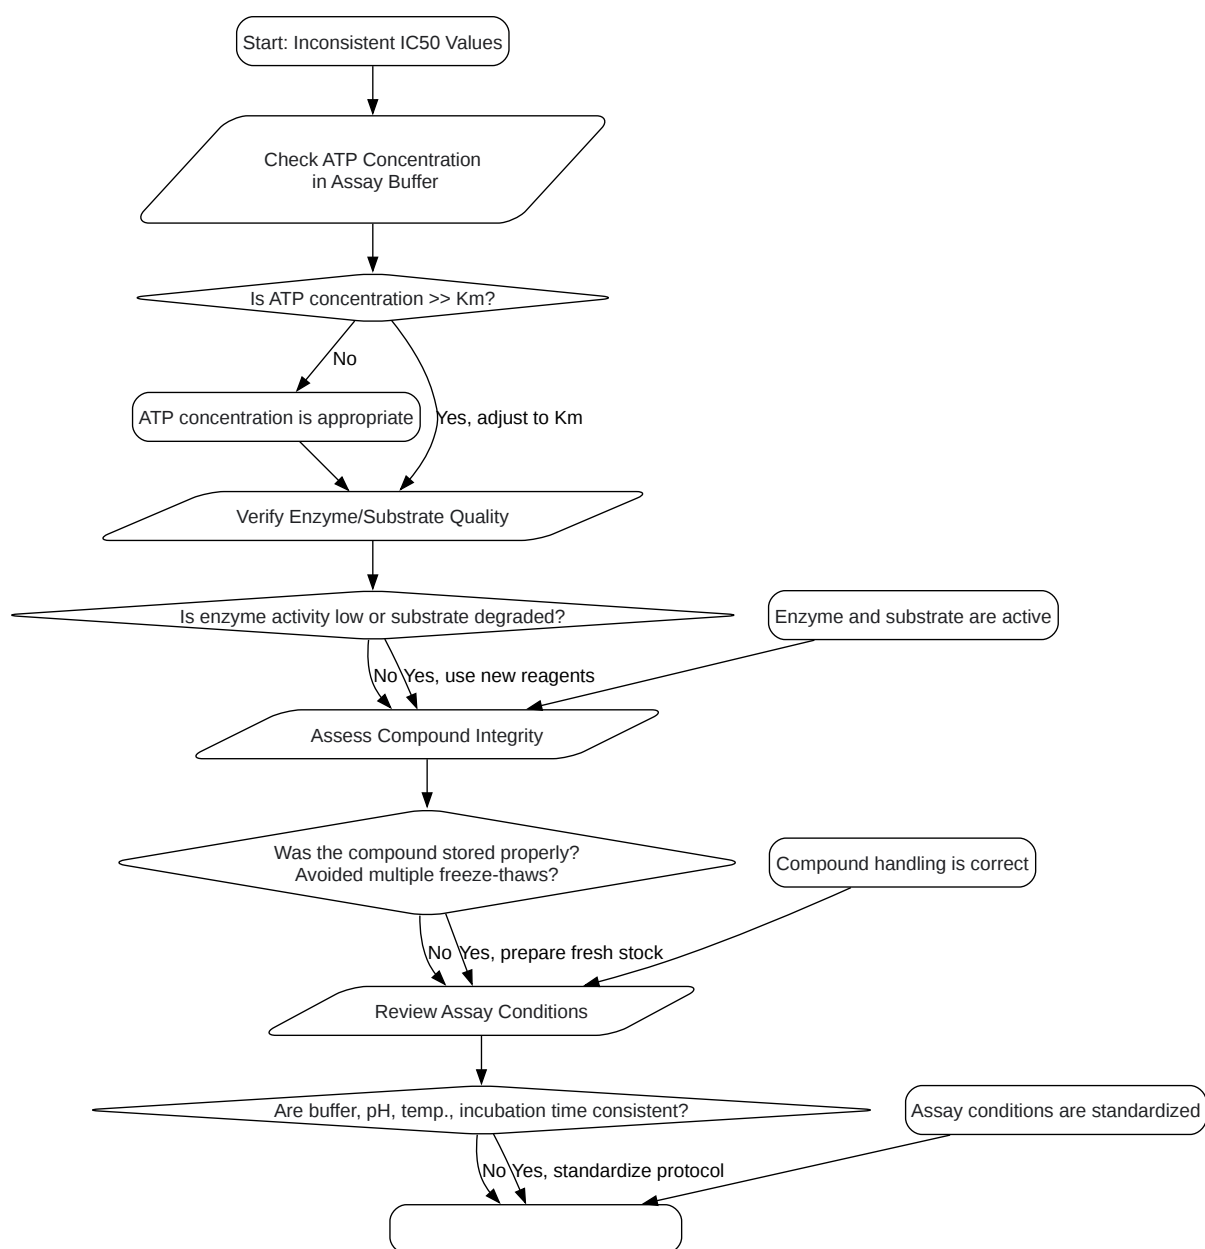 Start: Inconsistent IC50 Values
Check ATP Concentration
in Assay Buffer
Is ATP concentration >> Km?
No
ATP concentration is appropriate
Yes, adjust to Km
Verify Enzyme/Substrate Quality
Is enzyme activity low or substrate degraded?
Enzyme and substrate are active
No
Yes, use new reagents
Assess Compound Integrity
Was the compound stored properly?
Avoided multiple freeze-thaws?
Compound handling is correct
No
Yes, prepare fresh stock
Review Assay Conditions
Are buffer, pH, temp., incubation time consistent?
Assay conditions are standardized
No
Yes, standardize protocol